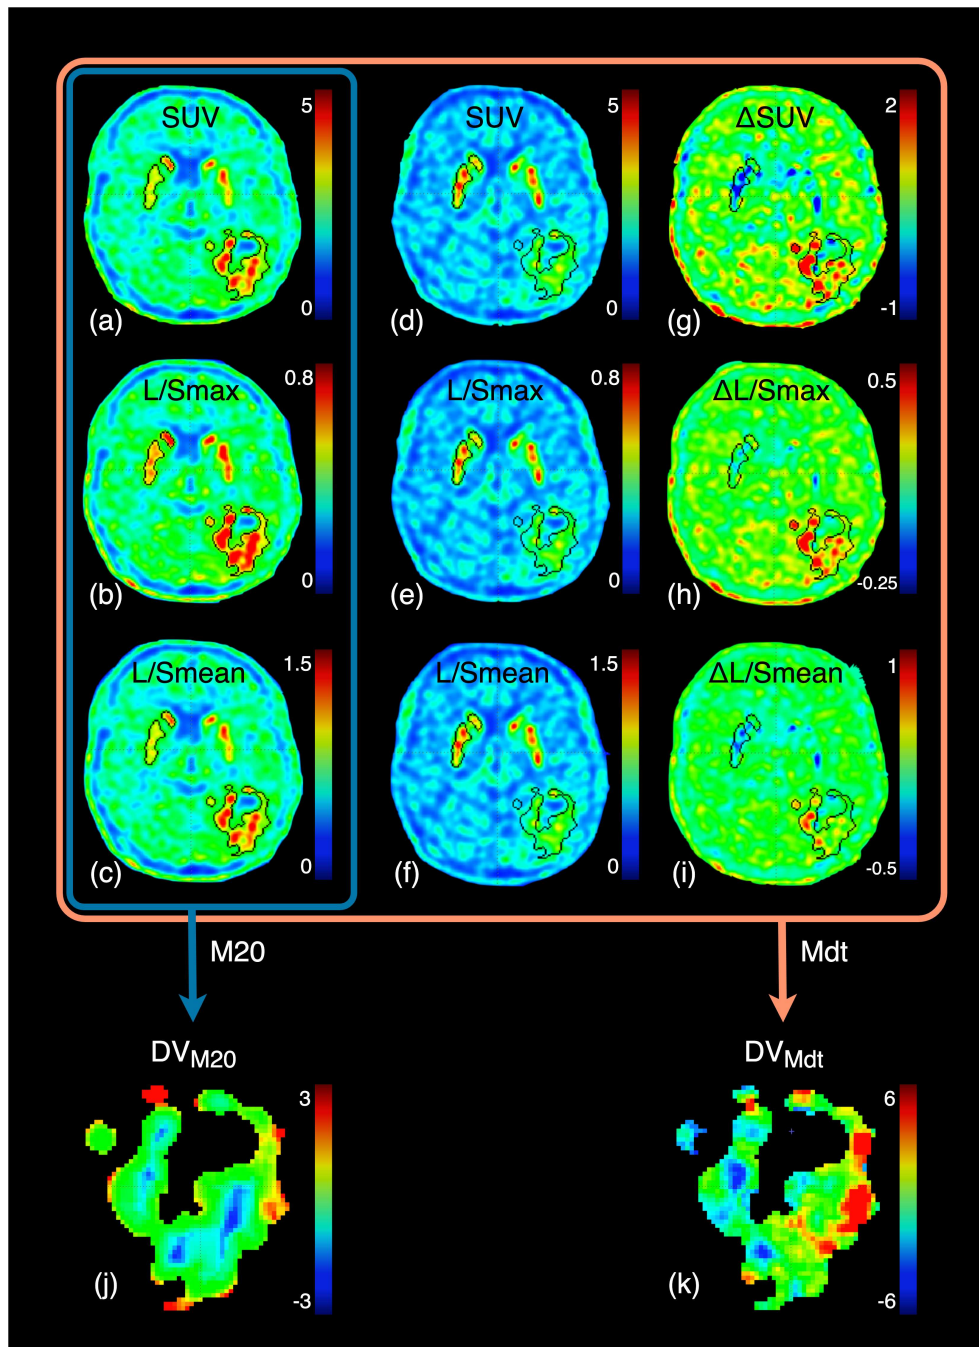 5 SUV 0 (a)
5 SUV 0 (d)
2 ΔSUV -1 (g)
0.8 L/Smax 0 (b)
0.8 L/Smax 0 (e)
0.5 ΔL/Smax -0.25 (h)
1.5 L/Smean 0 (c)
1.5 L/Smean 0 (f)
1 ΔL/Smean -0.5 (i)
M20
Mdt
DVM20
3
-3
(j)
DVMdt
6
-6
(k)